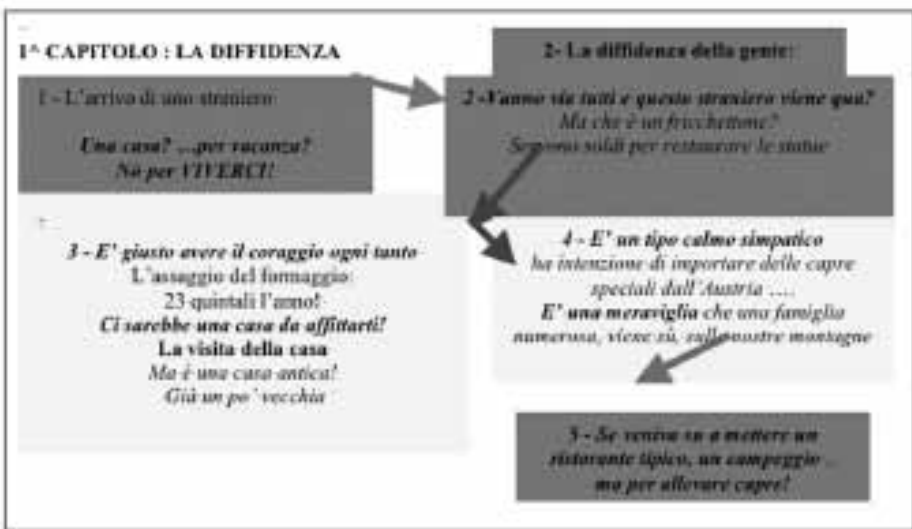 1^ CAPITOLO : LA DIFFIDENZA
1 - L'arrivo di uno straniero
Una casa? ...per vacanza?
Nò per VIVERCI!
2- La diffidenza della gente:
2 -Vanno via tutti e questo straniero viene qua?
Ma che è un fricchettone?
Servono soldi per restaurare le statue
3 - E' giusto avere il coraggio ogni tanto
L'assaggio del formaggio:
23 quintali l'anno!
Ci sarebbe una casa da affittarti!
La visita della casa
Ma è una casa antica!
Già un po' vecchia
4 - E' un tipo calmo simpatico
ha intenzione di importare delle capre
speciali dall'Austria ....
E' una meraviglia che una famiglia
numerosa, viene sù, sulle nostre montagne
5 - Se veniva su a mettere un
ristorante tipico, un campeggio ..
ma per allevare capre!